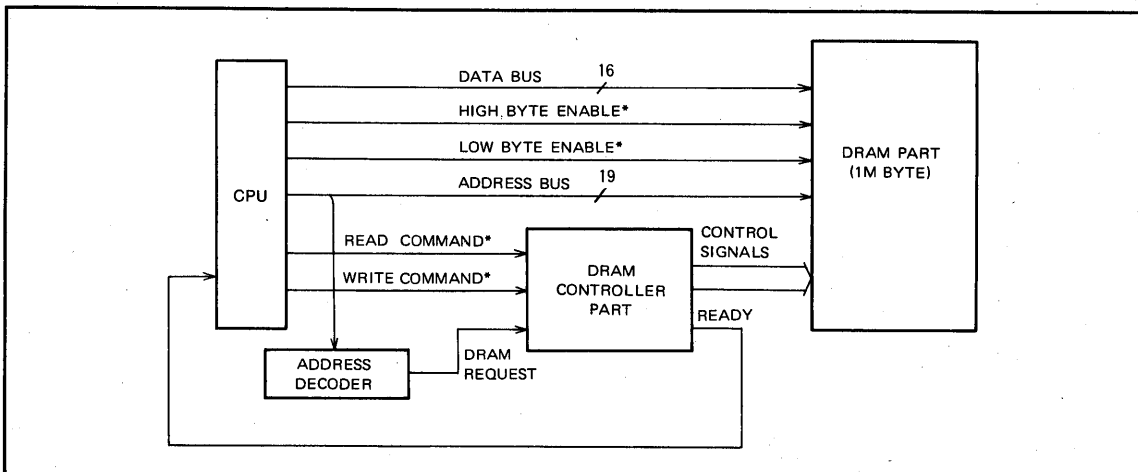 DATA BUS
16
HIGH BYTE ENABLE*
LOW BYTE ENABLE*
ADDRESS BUS
19
CPU
DRAM PART
(1M BYTE)
READ COMMAND*
WRITE COMMAND*
DRAM
CONTROLLER
PART
CONTROL
SIGNALS
READY
DRAM
REQUEST
ADDRESS
DECODER